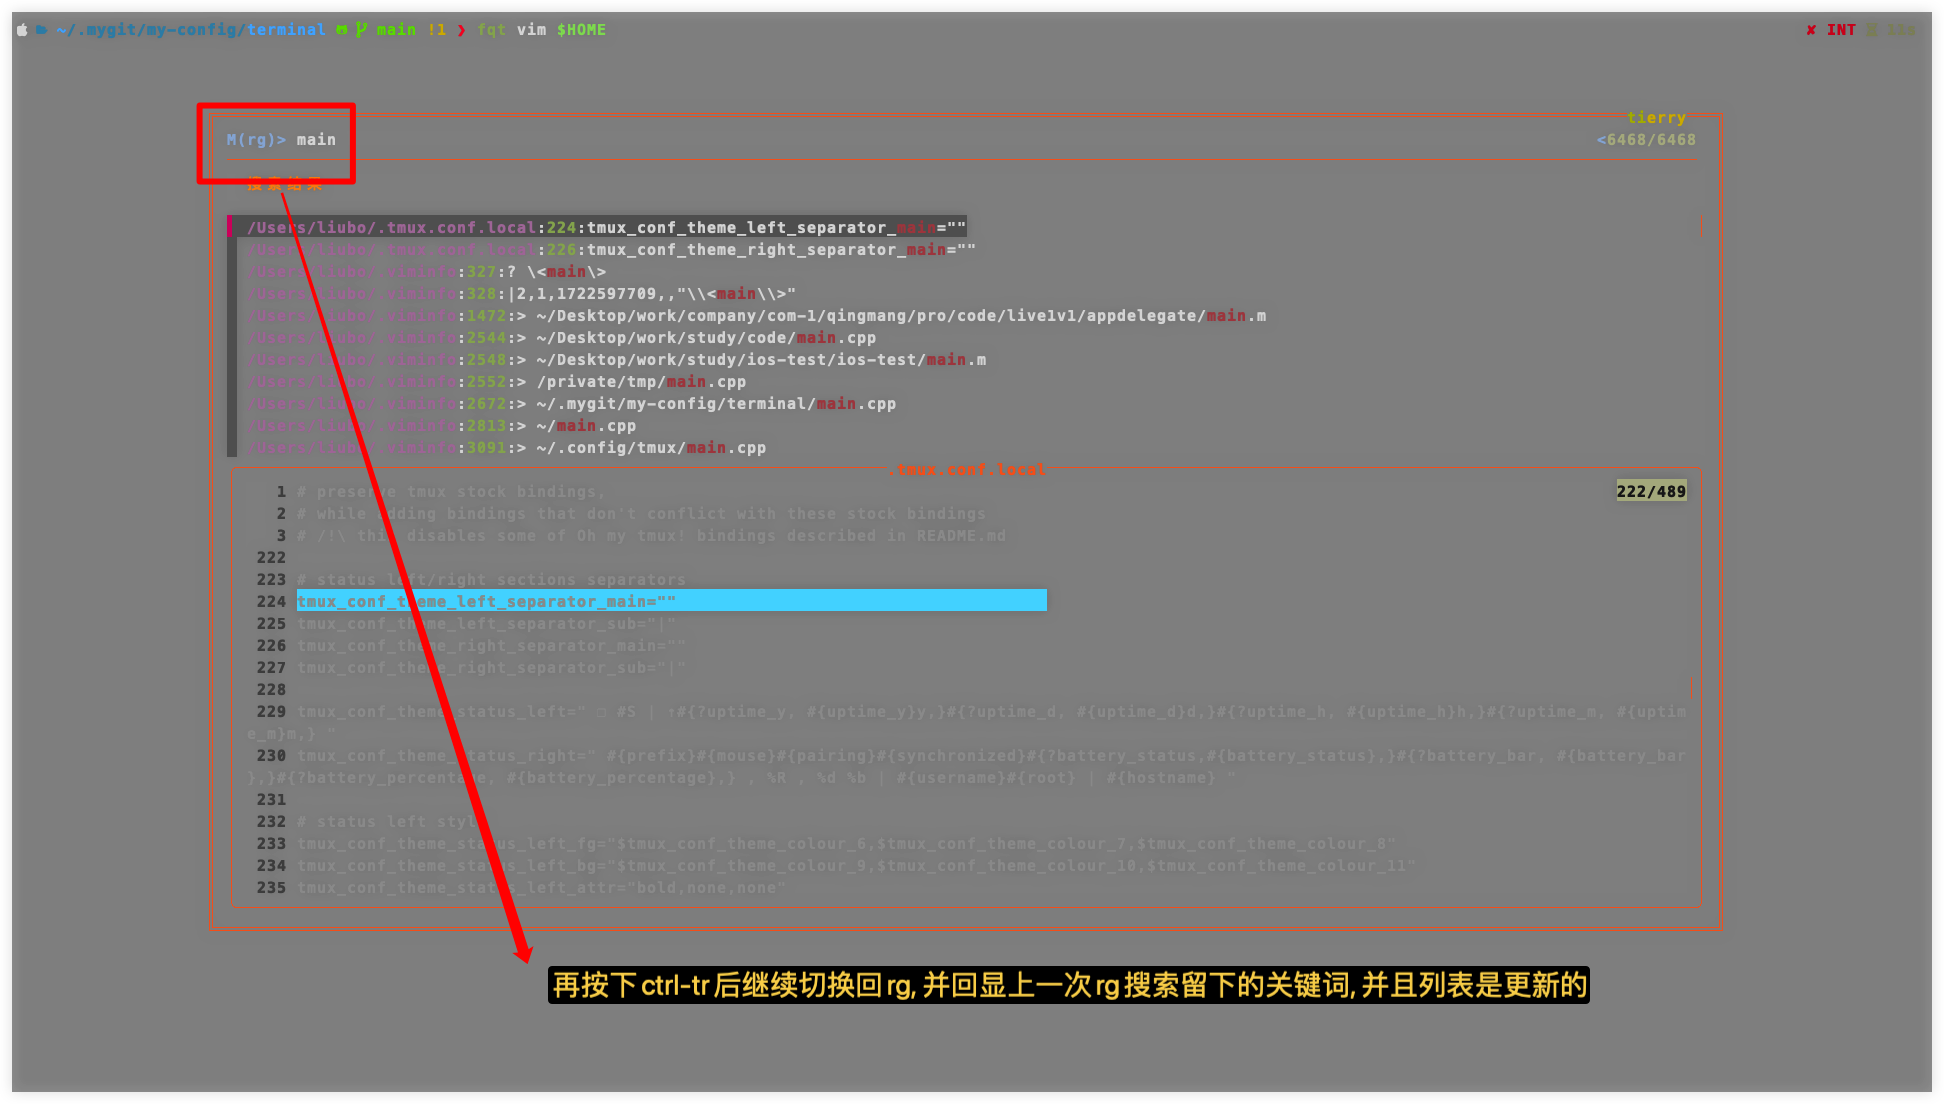 ~/.mygit/my-config/terminal main !1 ❯ fqt vim $HOME
✘ INT
tierry
M(rg)> main
<6468/6468
搜索结果
/Users/liubo/.tmux.conf.local:224:tmux_conf_theme_left_separator_main=""
/Users/liubo/.tmux.conf.local:226:tmux_conf_theme_right_separator_main=""
/Users/liubo/.viminfo:327:? \<main\>
/Users/liubo/.viminfo:328:|2,1,1722597709,,"\\<main\\>"
/Users/liubo/.viminfo:1472:> ~/Desktop/work/company/com-1/qingmang/pro/code/live1v1/appdelegate/main.m
/Users/liubo/.viminfo:2544:> ~/Desktop/work/study/code/main.cpp
/Users/liubo/.viminfo:2548:> ~/Desktop/work/study/ios-test/ios-test/main.m
/Users/liubo/.viminfo:2552:> /private/tmp/main.cpp
/Users/liubo/.viminfo:2672:> ~/.mygit/my-config/terminal/main.cpp
/Users/liubo/.viminfo:2813:> ~/main.cpp
/Users/liubo/.viminfo:3091:> ~/.config/tmux/main.cpp
.tmux.conf.local
1 # preserve tmux stock bindings,
222/489
2 # while adding bindings that don't conflict with these stock bindings
3 # /!\ this disables some of Oh my tmux! bindings described in README.md
222
223 # status left/right sections separators
224 tmux_conf_theme_left_separator_main=""
225 tmux_conf_theme_left_separator_sub="|"
226 tmux_conf_theme_right_separator_main=""
227 tmux_conf_theme_right_separator_sub="|"
228
229 tmux_conf_theme_status_left=" ❐ #S | ↑#{?uptime_y, #{uptime_y}y,}#{?uptime_d, #{uptime_d}d,}#{?uptime_h, #{uptime_h}h,}#{?uptime_m, #{uptim
e_m}m,} "
230 tmux_conf_theme_status_right=" #{prefix}#{mouse}#{pairing}#{synchronized}#{?battery_status,#{battery_status},}#{?battery_bar, #{battery_bar
},}#{?battery_percentage, #{battery_percentage},} , %R , %d %b | #{username}#{root} | #{hostname} "
231
232 # status left style
233 tmux_conf_theme_status_left_fg="$tmux_conf_theme_colour_6,$tmux_conf_theme_colour_7,$tmux_conf_theme_colour_8"
234 tmux_conf_theme_status_left_bg="$tmux_conf_theme_colour_9,$tmux_conf_theme_colour_10,$tmux_conf_theme_colour_11"
235 tmux_conf_theme_status_left_attr="bold,none,none"
再按下ctrl-tr后继续切换回rg,并回显上一次rg搜索留下的关键词,并且列表是更新的